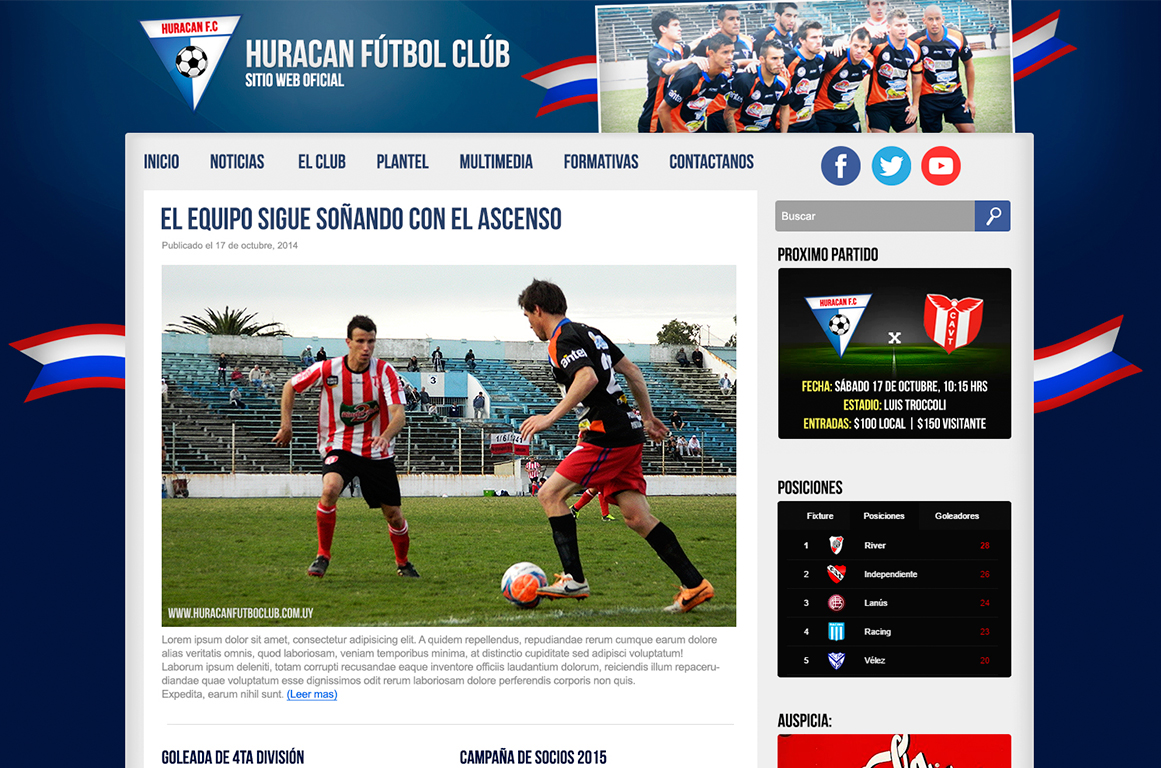 HURACAN F.C
HURACAN FÚTBOL CLÚB
SITIO WEB OFICIAL
INICIO NOTICIAS EL CLUB PLANTEL MULTIMEDIA FORMATIVAS CONTACTANOS
EL EQUIPO SIGUE SOÑANDO CON EL ASCENSO
Publicado el 17 de octubre, 2014
antel
3
WWW.HURACANFUTBOCLUB.COM.UY
Lorem ipsum dolor sit amet, consectetur adipisicing elit. A quidem repellendus, repudiandae rerum cumque earum dolore
alias veritatis omnis, quod laboriosam, veniam temporibus minima, at distinctio cupiditate sed adipisci voluptatum!
Laborum ipsum deleniti, totam corrupti recusandae eaque inventore officiis laudantium dolorum, reiciendis illum repaceru-
diandae quae voluptatum esse dignissimos odit rerum laboriosam dolore perferendis corporis non quis.
Expedita, earum nihil sunt. (Leer mas)
GOLEADA DE 4TA DIVISIÓN
CAMPAÑA DE SOCIOS 2015
Buscar
PROXIMO PARTIDO
HURACAN F.C
X
C.A.V.T.
FECHA: SÁBADO 17 DE OCTUBRE, 10:15 HRS
ESTADIO: LUIS TROCCOLI
ENTRADAS: $100 LOCAL | $150 VISITANTE
POSICIONES
Fixture Posiciones Goleadores
1 River 28
2 Independiente 26
3 Lanús 24
4 Racing 23
5 Vélez 20
AUSPICIA: